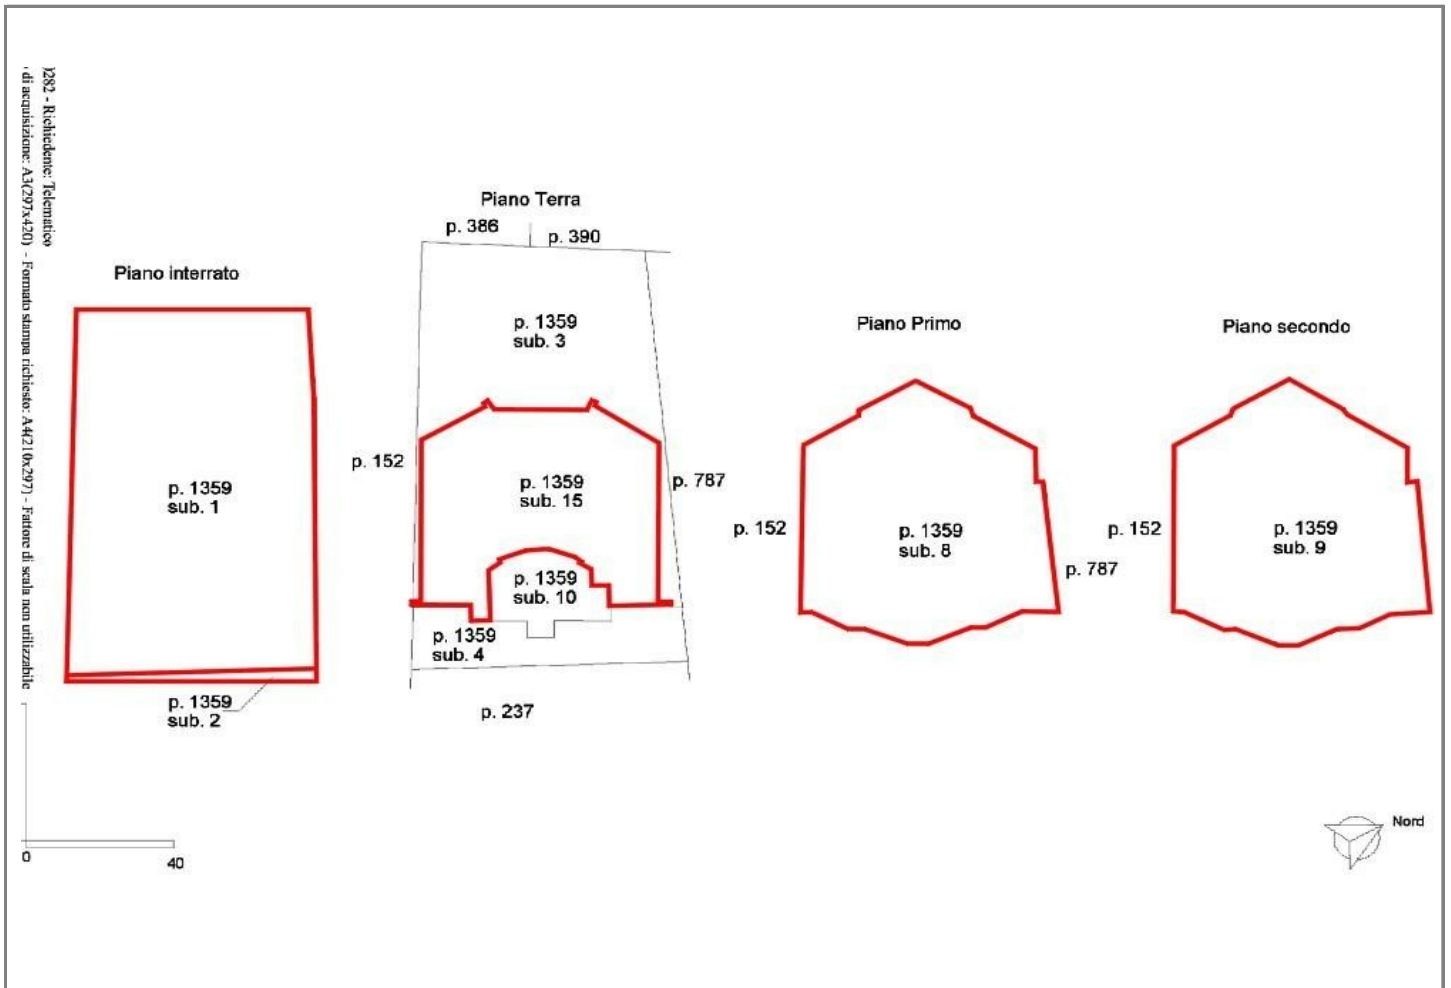 )282 - Richiedente: Telematico
di acquisizione: A3(297x420) - Formato stampa richiesto: A4(210x297) - Fattore di scala non utilizzabile
Piano interrato
p. 1359
sub. 1
p. 1359
sub. 2
Piano Terra
p. 386
p. 390
p. 1359
sub. 3
p. 152
p. 1359
sub. 15
p. 787
p. 1359
sub. 10
p. 1359
sub. 4
p. 237
Piano Primo
p. 152
p. 1359
sub. 8
p. 787
Piano secondo
p. 152
p. 1359
sub. 9
0
40
Nord